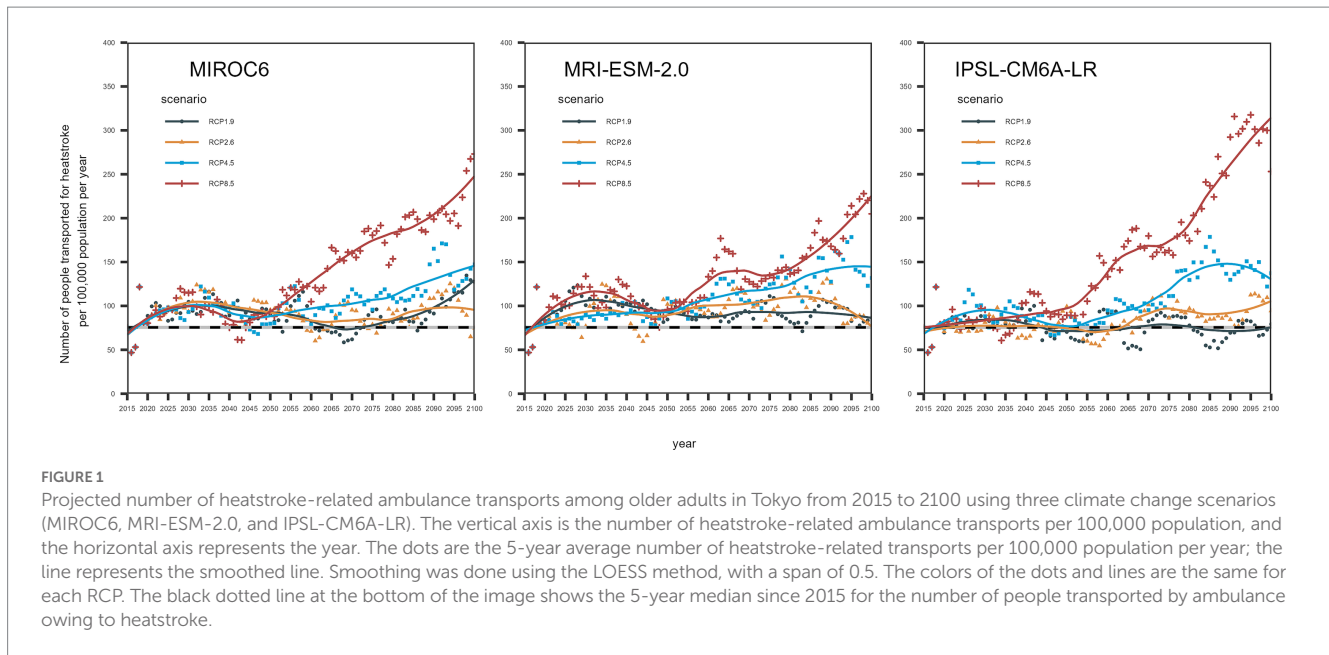 Number of people transported for heatstroke
per 100,000 population per year
MIROC6
scenario
RCP1.9
RCP2.6
RCP4.5
RCP8.5
400
350
300
250
200
150
100
50
0
2015 2020 2025 2030 2035 2040 2045 2050 2055 2060 2065 2070 2075 2080 2085 2090 2095 2100
MRI-ESM-2.0
scenario
RCP1.9
RCP2.6
RCP4.5
RCP8.5
400
350
300
250
200
150
100
50
0
2015 2020 2025 2030 2035 2040 2045 2050 2055 2060 2065 2070 2075 2080 2085 2090 2095 2100
IPSL-CM6A-LR
scenario
RCP1.9
RCP2.6
RCP4.5
RCP8.5
400
350
300
250
200
150
100
50
0
2015 2020 2025 2030 2035 2040 2045 2050 2055 2060 2065 2070 2075 2080 2085 2090 2095 2100
year
FIGURE 1
Projected number of heatstroke-related ambulance transports among older adults in Tokyo from 2015 to 2100 using three climate change scenarios
(MIROC6, MRI-ESM-2.0, and IPSL-CM6A-LR). The vertical axis is the number of heatstroke-related ambulance transports per 100,000 population, and
the horizontal axis represents the year. The dots are the 5-year average number of heatstroke-related transports per 100,000 population per year; the
line represents the smoothed line. Smoothing was done using the LOESS method, with a span of 0.5. The colors of the dots and lines are the same for
each RCP. The black dotted line at the bottom of the image shows the 5-year median since 2015 for the number of people transported by ambulance
owing to heatstroke.